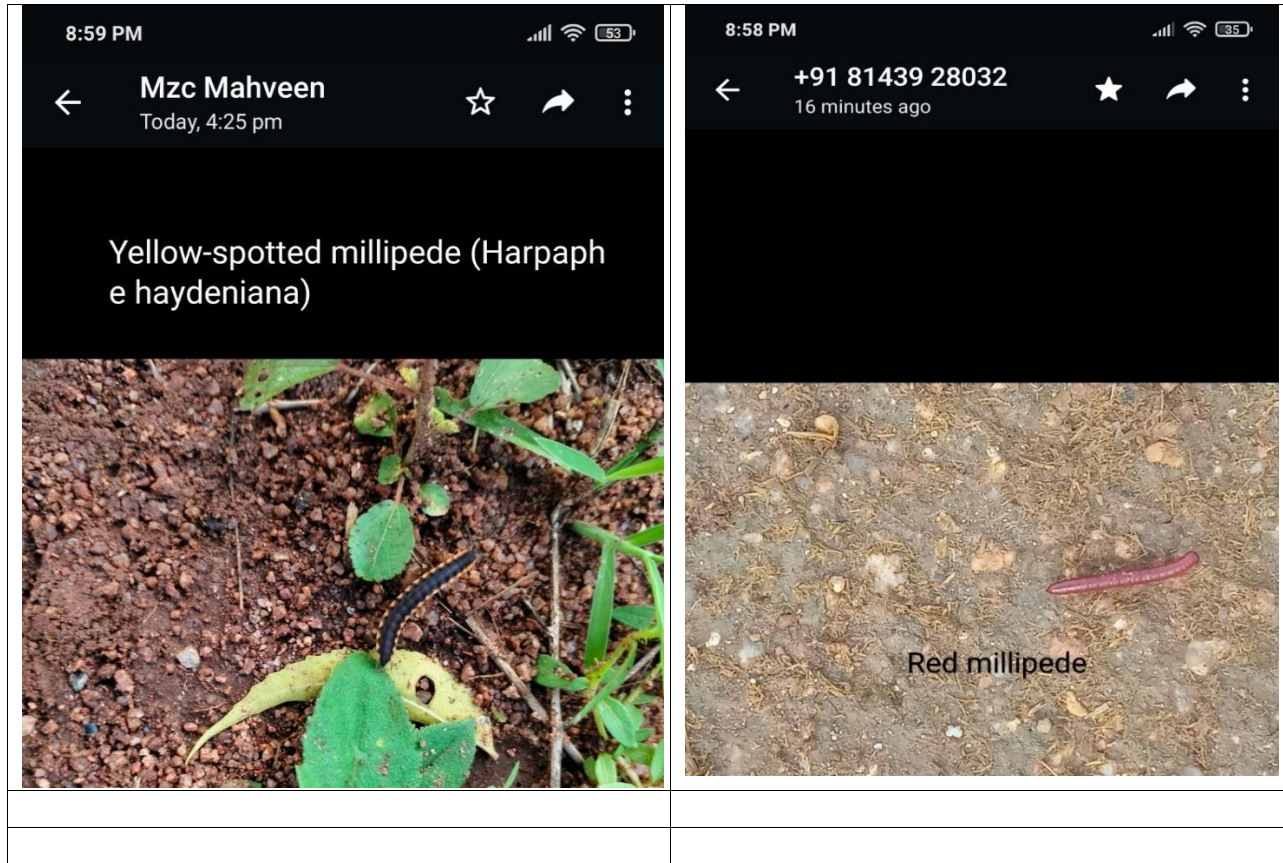 8:59 PM
53
Mzc Mahveen
Today, 4:25 pm
Yellow-spotted millipede (Harpaph
e haydeniana)
8:58 PM
35
+91 81439 28032
16 minutes ago
Red millipede